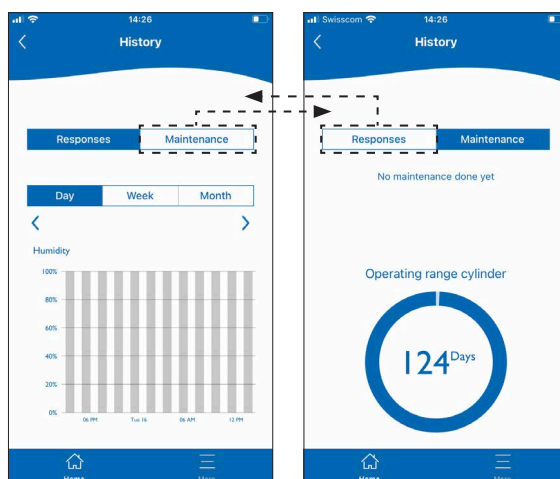 14:26
History
Responses
Maintenance
Day
Week
Month
Humidity
100%
80%
60%
40%
20%
0%
06 PM
Tue 16
06 AM
12 PM
Home
More
Swisscom
14:26
History
Responses
Maintenance
No maintenance done yet
Operating range cylinder
124 Days
Home
More